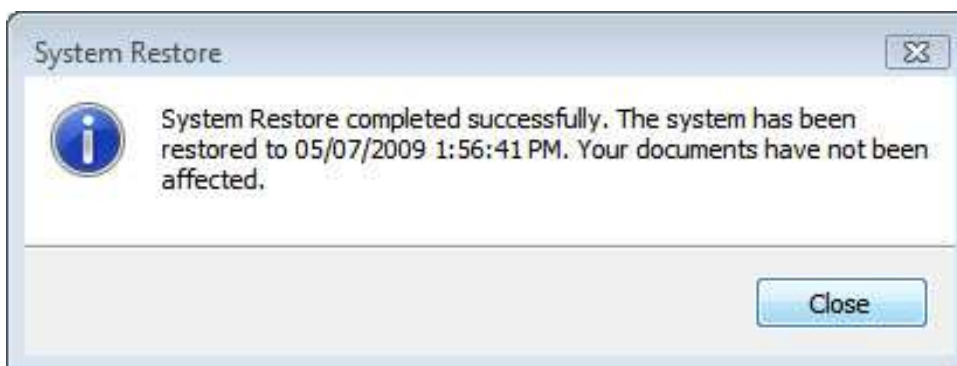 System Restore
System Restore completed successfully. The system has been
restored to 05/07/2009 1:56:41 PM. Your documents have not been
affected.
Close